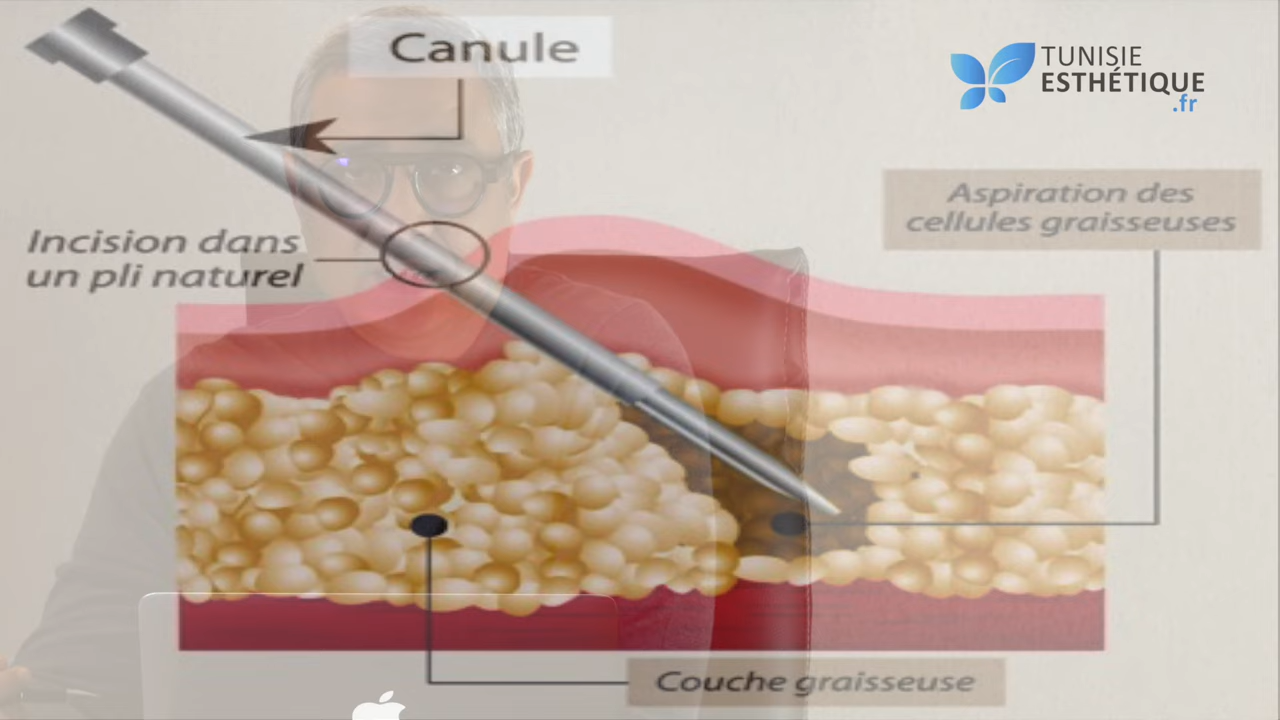 Canule
TUNISIE
ESTHÉTIQUE
.fr
Aspiration des
cellules graisseuses
Incision dans
un pli naturel
Couche graisseuse